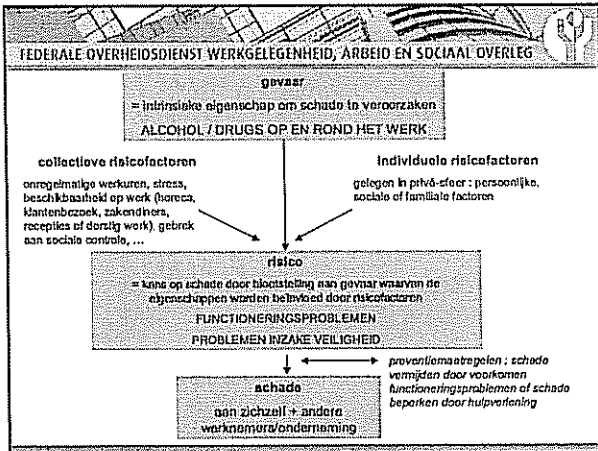 FEDERALE OVERHEIDSDIENST WERKGELEGENHEID, ARBEID EN SOCIAAL OVERLEG
gevaar
= intrinsieke eigenschap om schade te veroorzaken
ALCOHOL / DRUGS OP EN ROND HET WERK
collectieve risicofactoren
onregelmatige werkuren, stress,
beschikbaarheid op werk (horeca,
klantenbezoek, zakendiners,
recepties of dorstig werk), gebrek
aan sociale controle, ...
individuele risicofactoren
gelegen in privé-sfeer : persoonlijke,
sociale of familiale factoren
risico
= kans op schade door blootstelling aan gevaar waarvan de
eigenschappen worden beïnvloed door risicofactoren
FUNCTIONERINGSPROBLEMEN
PROBLEMEN INZAKE VEILIGHEID
preventiemaatregelen : schade
vermijden door voorkomen
functioneringsproblemen of schade
beperken door hulpverlening
schade
aan zichzelf + andere
werknemers/onderneming